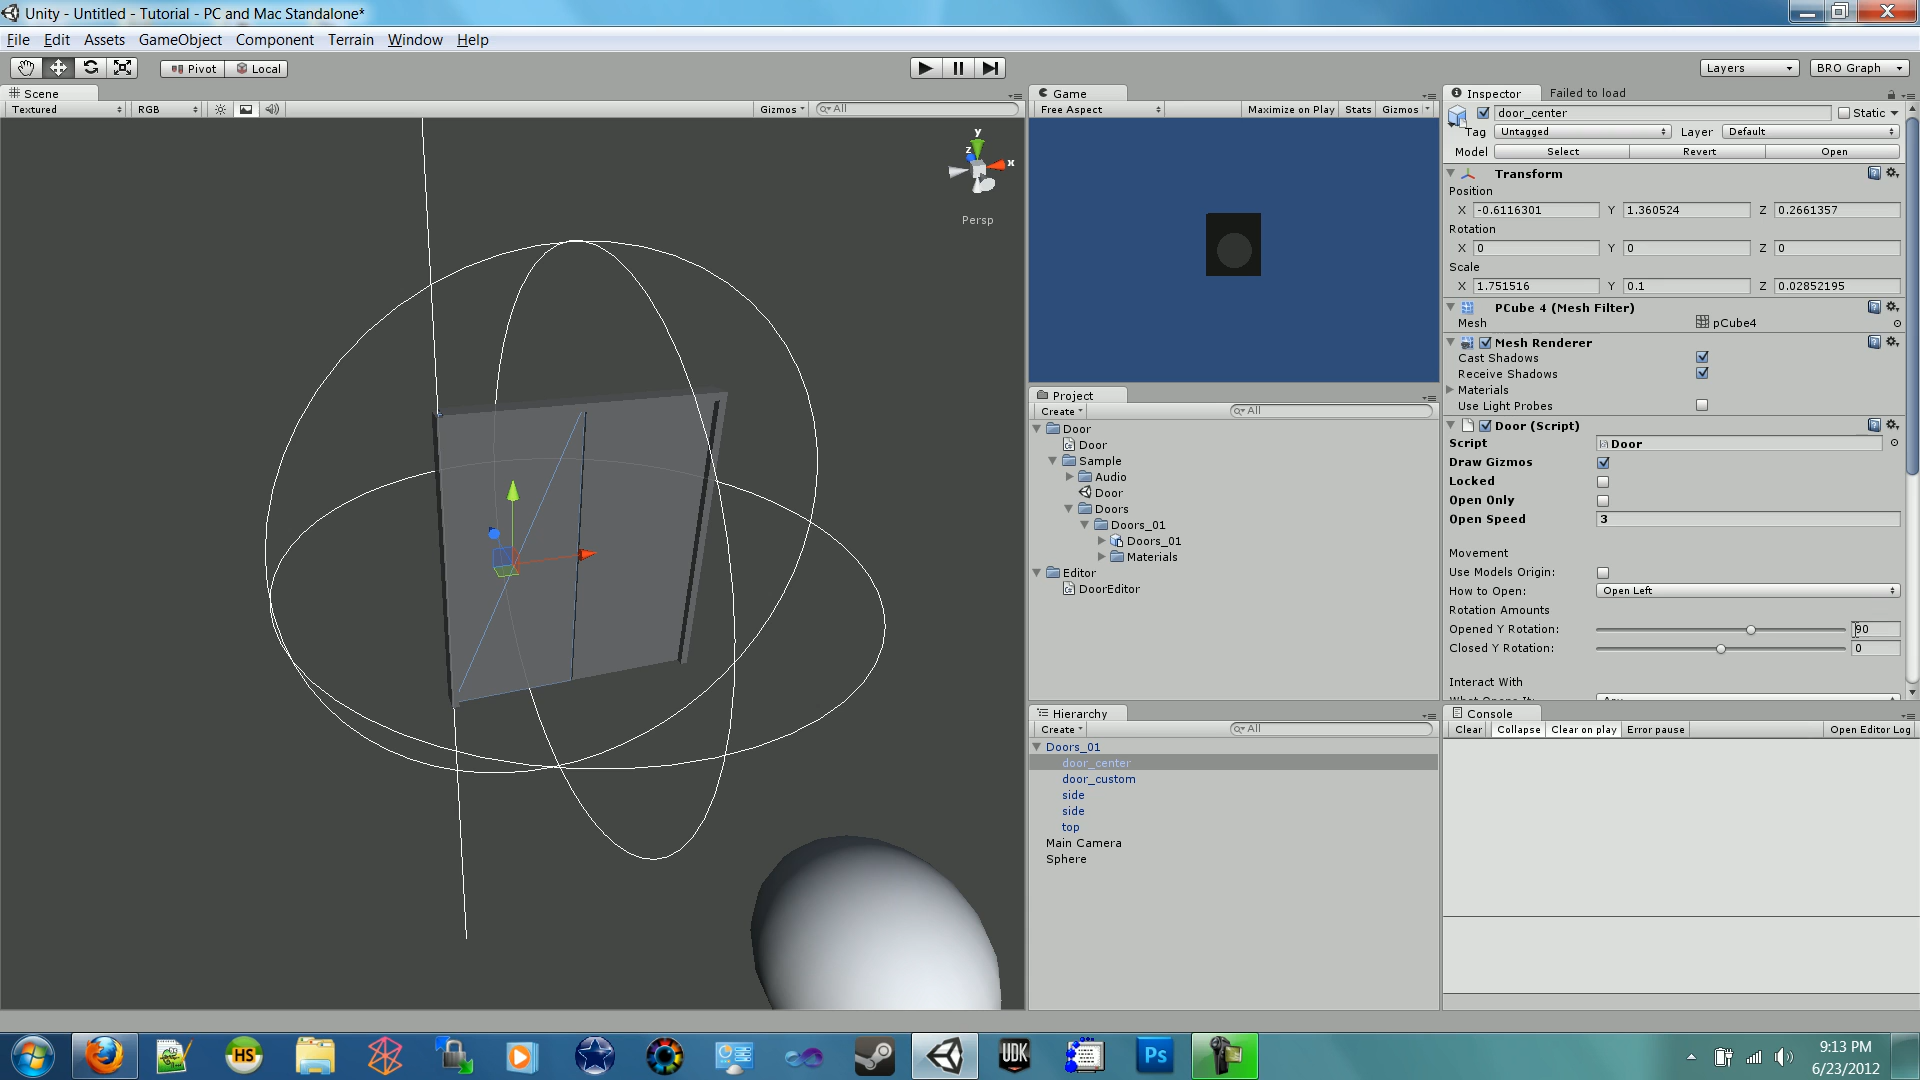 Unity - Untitled - Tutorial - PC and Mac Standalone*
File Edit Assets GameObject Component Terrain Window Help
Pivot Local
Layers BRO Graph
Scene
Textured RGB Gizmos All
y
z
x
Persp
Game
Free Aspect Maximize on Play Stats Gizmos
Project
Create All
Door
Door
Sample
Audio
Door
Doors
Doors_01
Doors_01
Materials
Editor
DoorEditor
Hierarchy
Create All
Doors_01
door_center
door_custom
side
side
top
Main Camera
Sphere
Inspector Failed to load
door_center Static
Tag Untagged Layer Default
Model Select Revert Open
Transform
Position
X -0.6116301 Y 1.360524 Z 0.2661357
Rotation
X 0 Y 0 Z 0
Scale
X 1.751516 Y 0.1 Z 0.02852195
PCube 4 (Mesh Filter)
Mesh pCube4
Mesh Renderer
Cast Shadows
Receive Shadows
Materials
Use Light Probes
Door (Script)
Script Door
Draw Gizmos
Locked
Open Only
Open Speed 3
Movement
Use Models Origin:
How to Open: Open Left
Rotation Amounts
Opened Y Rotation: 90
Closed Y Rotation: 0
Interact With
What Opens It: Any
Console
Clear Collapse Clear on play Error pause Open Editor Log
HS UDK Ps
9:13 PM
6/23/2012